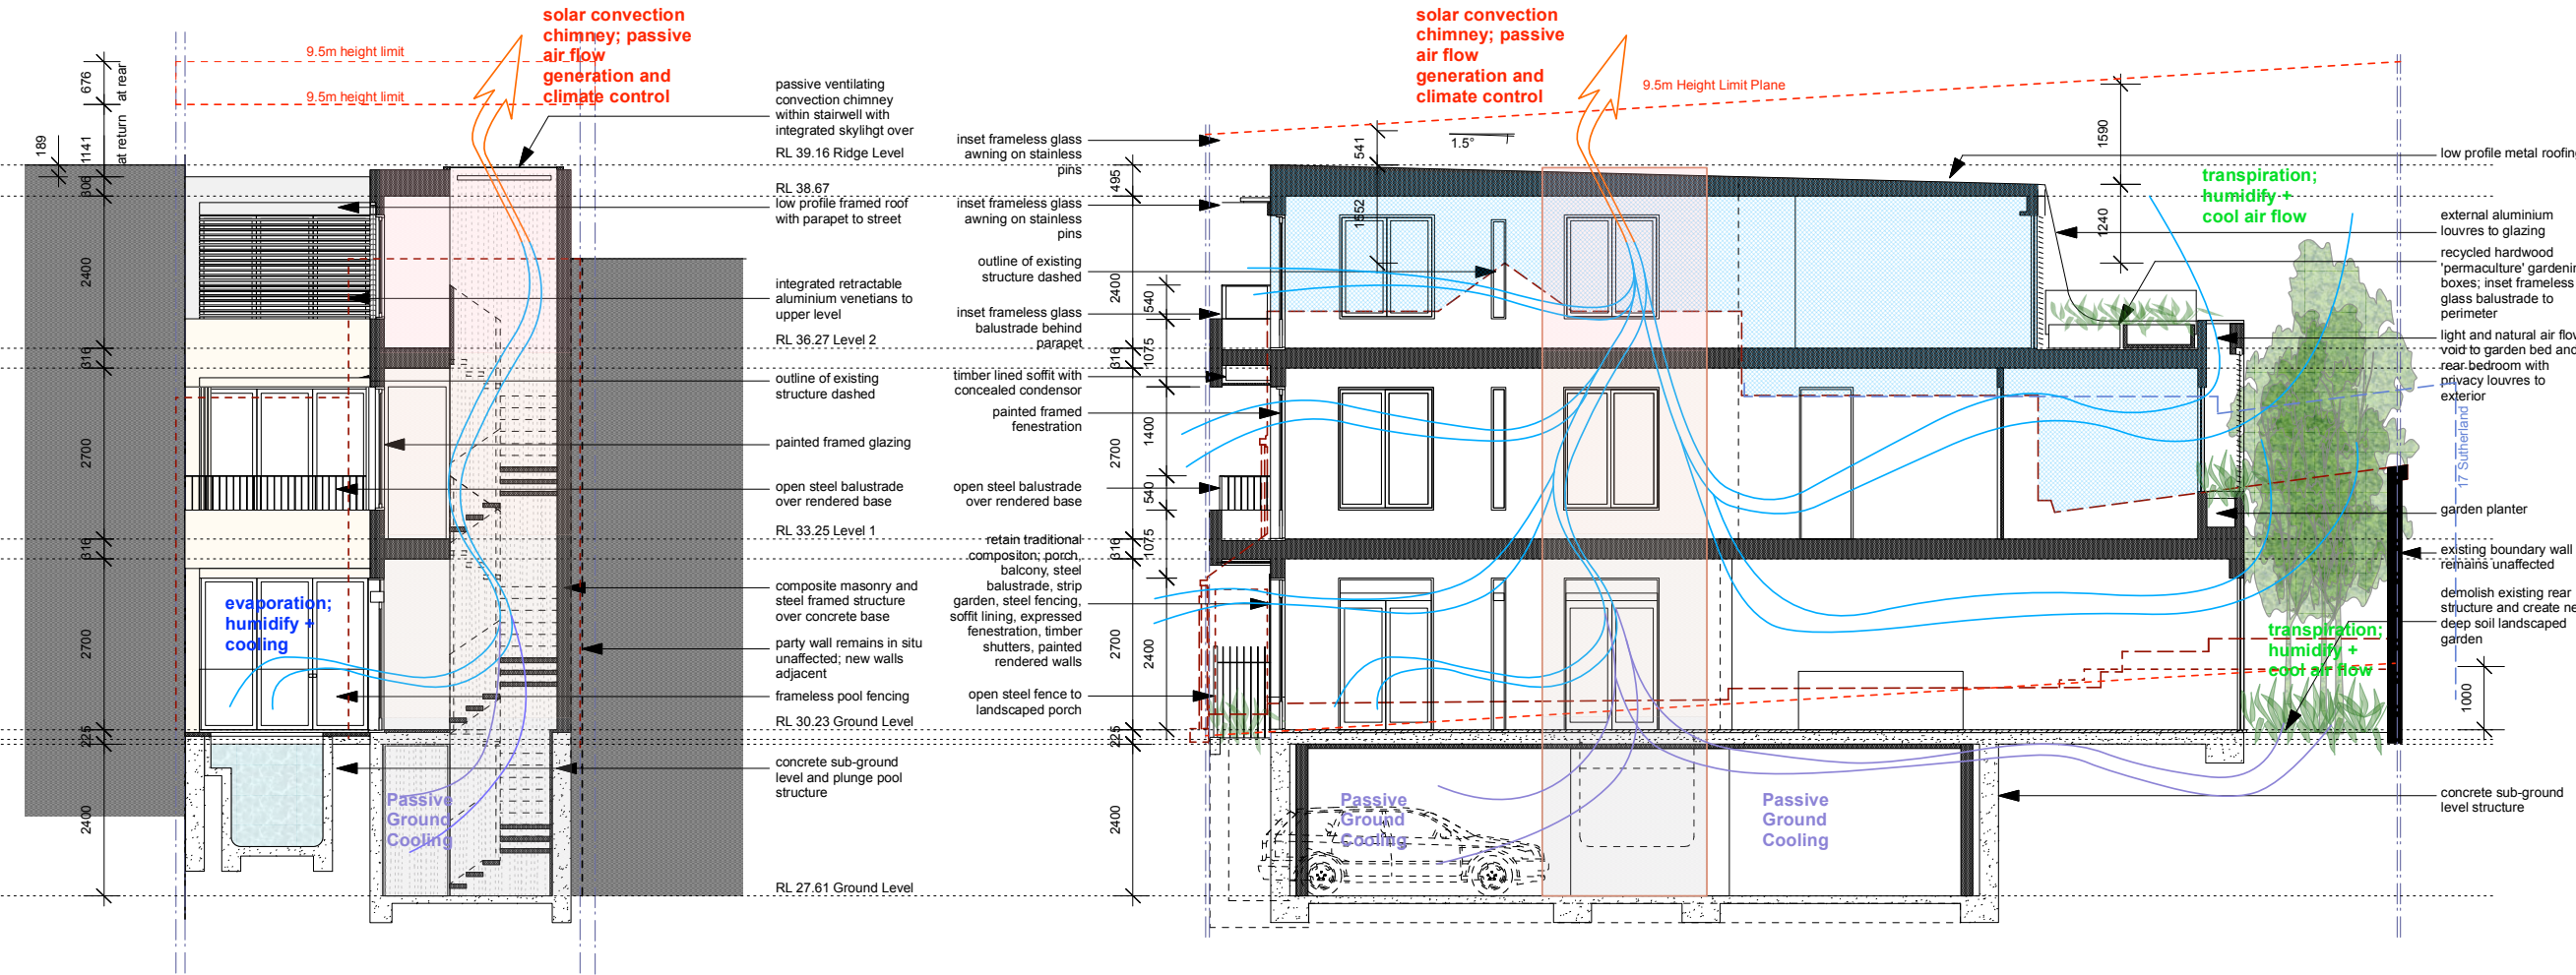 solar convection
chimney; passive
air flow
generation and
climate control
9.5m height limit
9.5m height limit
676
at rear
1141
at return
189
306
2400
316
2700
316
2700
225
2400
passive ventilating
convection chimney
within stairwell with
integrated skylihgt over
RL 39.16 Ridge Level
RL 38.67
low profile framed roof
with parapet to street
integrated retractable
aluminium venetians to
upper level
RL 36.27 Level 2
outline of existing
structure dashed
painted framed
glazing
open steel balustrade
over rendered base
RL 33.25 Level 1
composite masonry and
steel framed structure
over concrete base
party wall remains in situ
unaffected; new walls
adjacent
frameless pool fencing
RL 30.23 Ground Level
concrete sub-ground
level and plunge pool
structure
RL 27.61 Ground Level
evaporation;
humidify +
cooling
Passive
Ground
Cooling
inset frameless glass
awning on stainless
pins
inset frameless glass
awning on stainless
pins
outline of existing
structure dashed
inset frameless glass
balustrade behind
parapet
timber lined soffit with
concealed condensor
painted framed
fenestration
open steel balustrade
over rendered base
retain traditional
compositon; porch,
balcony, steel
balustrade, strip
garden, steel fencing,
soffit lining, expressed
fenestration, timber
shutters, painted
rendered walls
open steel fence to
landscaped porch
495
2400
316
2700
316
2700
225
2400
540
1075
1400
540
1075
2400
solar convection
chimney; passive
air flow
generation and
climate control
9.5m Height Limit Plane
541
1.5°
1552
1590
1240
Passive
Ground
Cooling
Passive
Ground
Cooling
transpiration;
humidify +
cool air flow
transpiration;
humidify +
cool air flow
17 Sutherland
1000
low profile metal roofin
external aluminium
louvres to glazing
recycled hardwood
'permaculture' gardenin
boxes; inset frameless
glass balustrade to
perimeter
light and natural air flow
void to garden bed and
rear bedroom with
privacy louvres to
exterior
garden planter
existing boundary wall
remains unaffected
demolish existing rear
structure and create ne
deep soil landscaped
garden
concrete sub-ground
level structure